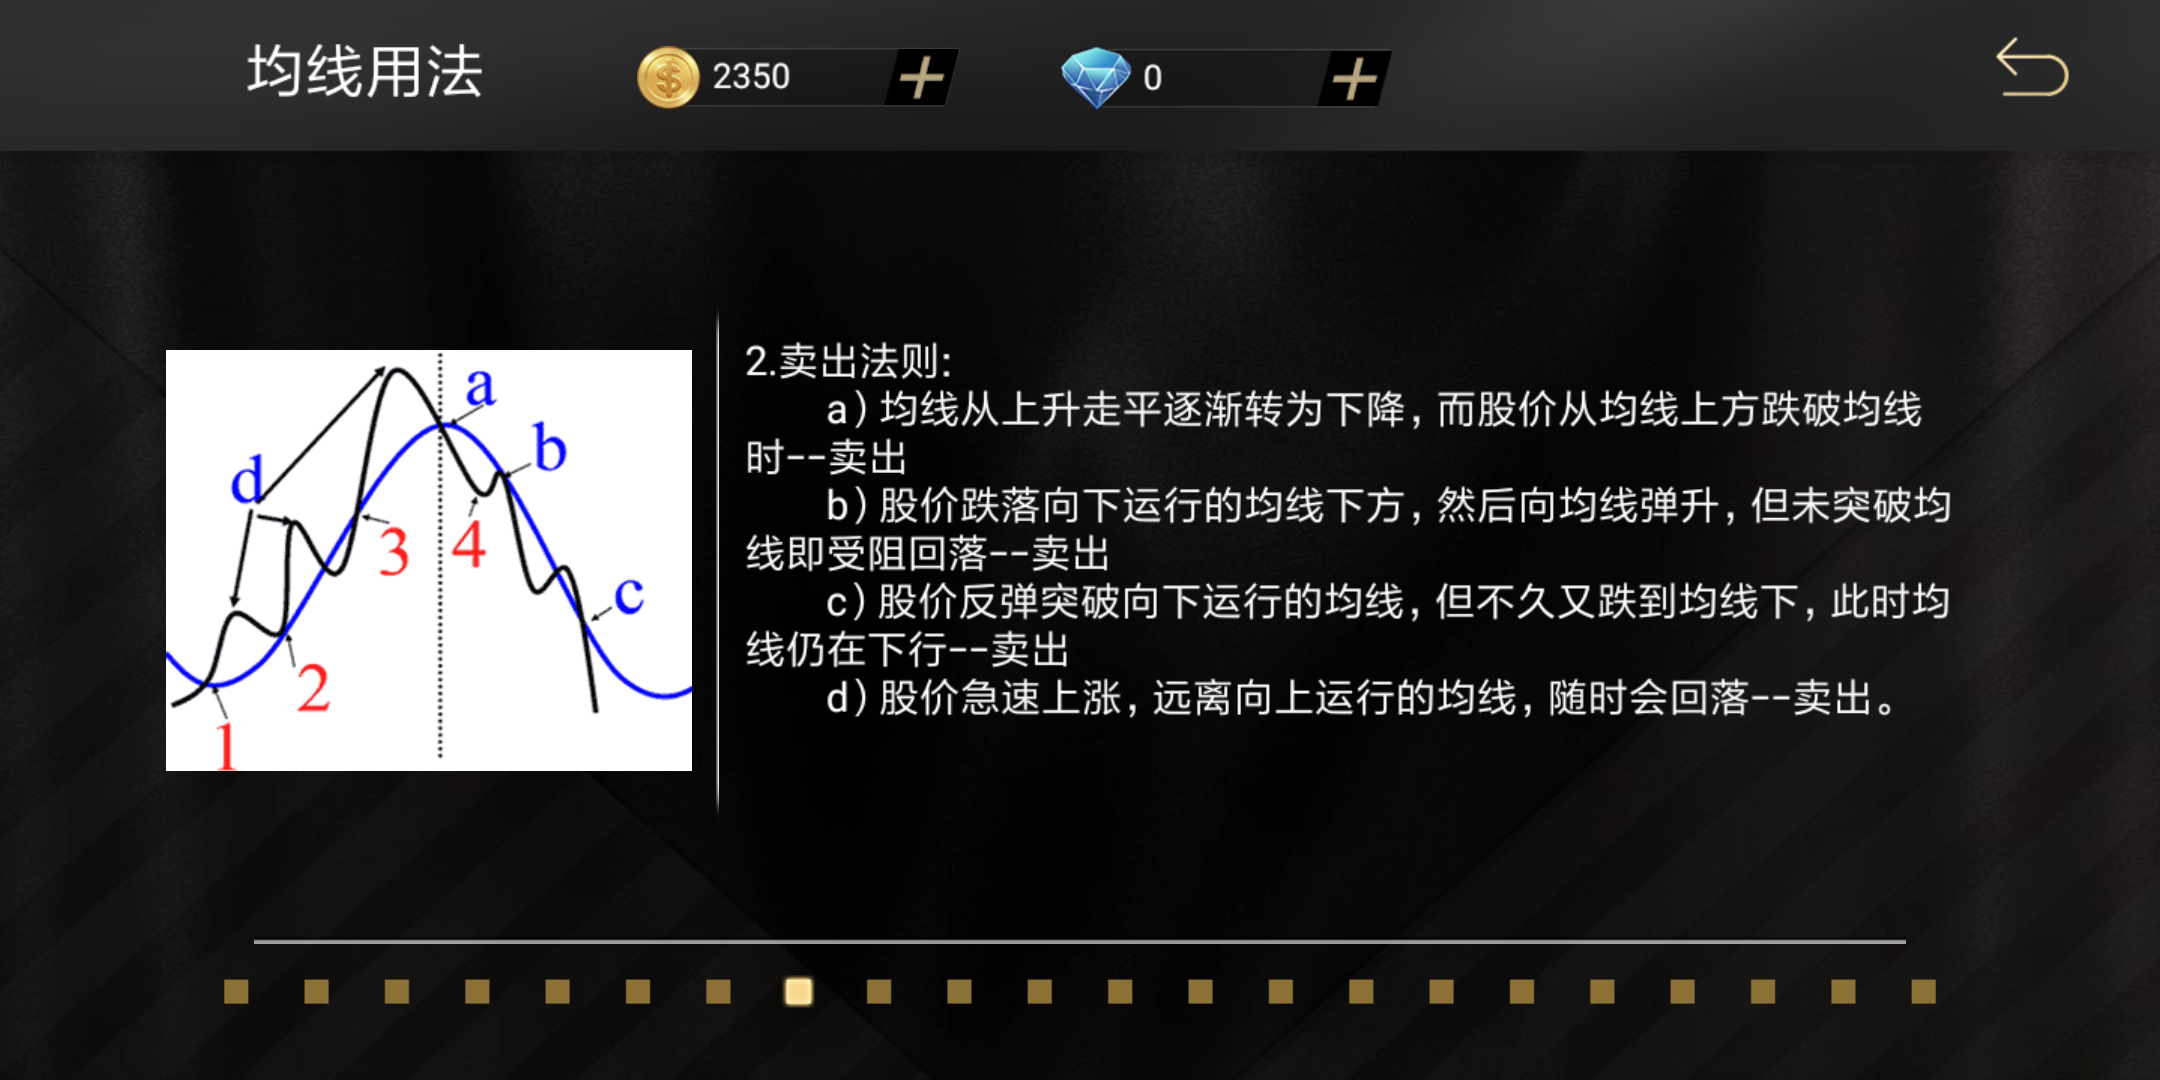 均线用法
2350
0
2.卖出法则:
a）均线从上升走平逐渐转为下降，而股价从均线上方跌破均线
时--卖出
b）股价跌落向下运行的均线下方，然后向均线弹升，但未突破均
线即受阻回落--卖出
c）股价反弹突破向下运行的均线，但不久又跌到均线下，此时均
线仍在下行--卖出
d）股价急速上涨，远离向上运行的均线，随时会回落--卖出。
a
b
d
3
4
c
2
1